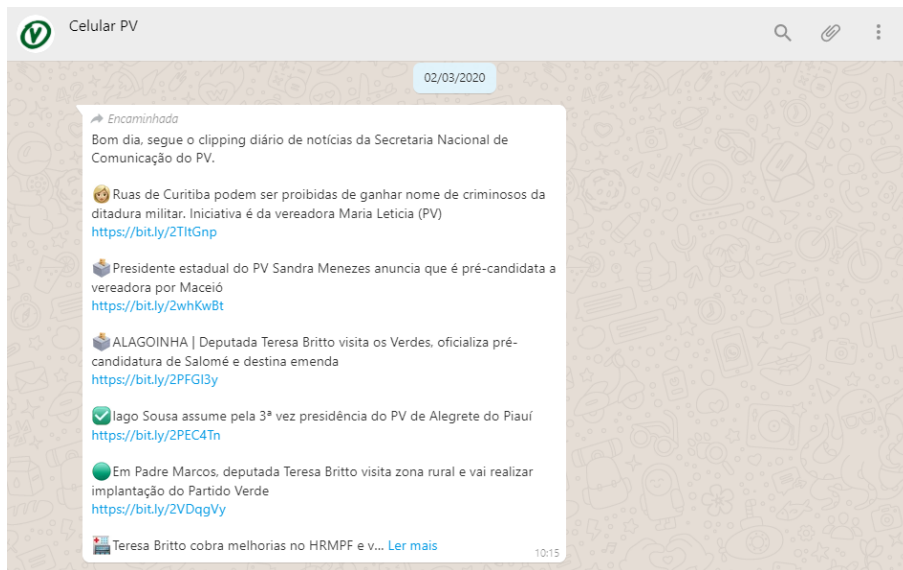 Celular PV
02/03/2020
Encaminhada
Bom dia, segue o clipping diário de notícias da Secretaria Nacional de
Comunicação do PV.
Ruas de Curitiba podem ser proibidas de ganhar nome de criminosos da
ditadura militar. Iniciativa é da vereadora Maria Leticia (PV)
https://bit.ly/2TItGnp
Presidente estadual do PV Sandra Menezes anuncia que é pré-candidata a
vereadora por Maceió
https://bit.ly/2whKwBt
ALAGOINHA | Deputada Teresa Britto visita os Verdes, oficializa pré-
candidatura de Salomé e destina emenda
https://bit.ly/2PFGI3y
Iago Sousa assume pela 3ª vez presidência do PV de Alegrete do Piauí
https://bit.ly/2PEC4Tn
Em Padre Marcos, deputada Teresa Britto visita zona rural e vai realizar
implantação do Partido Verde
https://bit.ly/2VDqgVy
Teresa Britto cobra melhorias no HRMPF e v... Ler mais
10:15